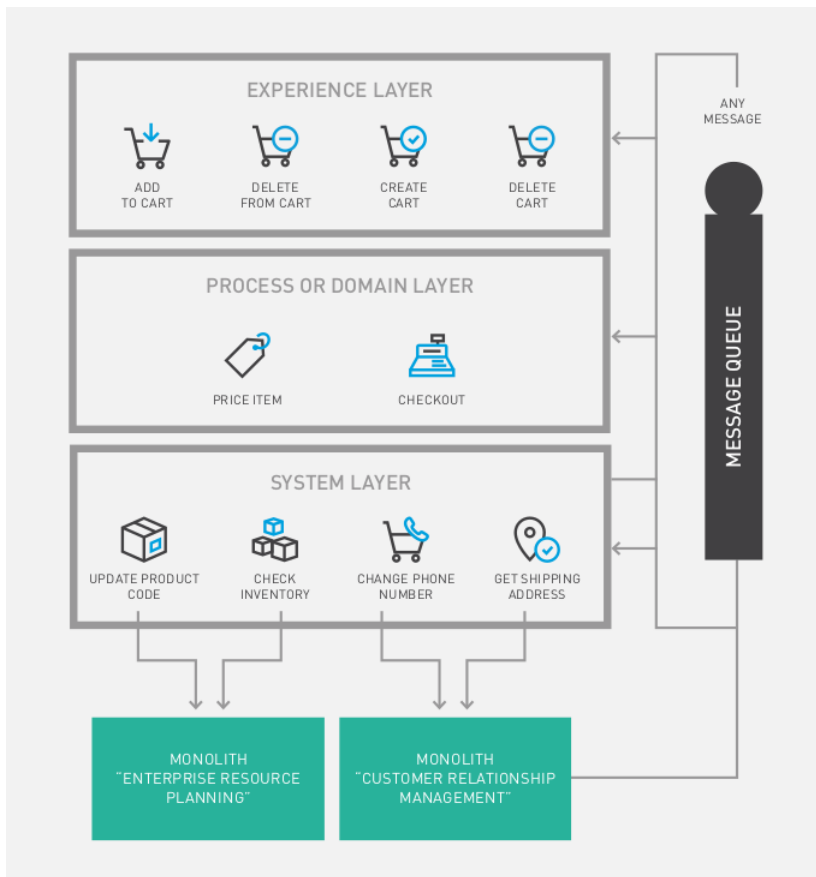 EXPERIENCE LAYER
ADD
TO CART
DELETE
FROM CART
CREATE
CART
DELETE
CART
ANY
MESSAGE
PROCESS OR DOMAIN LAYER
PRICE ITEM
CHECKOUT
MESSAGE QUEUE
SYSTEM LAYER
UPDATE PRODUCT
CODE
CHECK
INVENTORY
CHANGE PHONE
NUMBER
GET SHIPPING
ADDRESS
MONOLITH
“ENTERPRISE RESOURCE
PLANNING”
MONOLITH
“CUSTOMER RELATIONSHIP
MANAGEMENT”